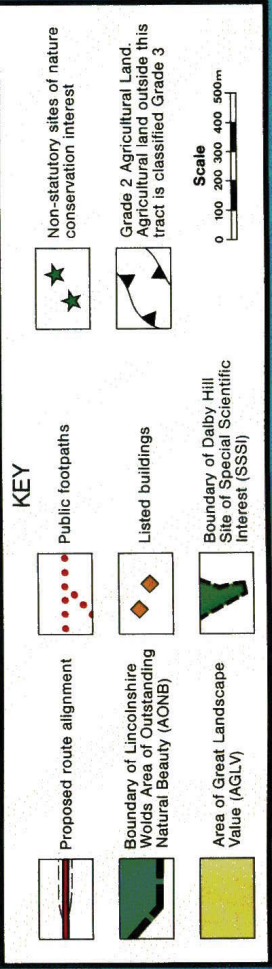 KEY
Proposed route alignment
Public footpaths
Non-statutory sites of nature
conservation interest
Boundary of Lincolnshire
Wolds Area of Outstanding
Natural Beauty (AONB)
Listed buildings
Grade 2 Agricultural Land.
Agricultural land outside this
tract is classified Grade 3
Area of Great Landscape
Value (AGLV)
Boundary of Dalby Hill
Site of Special Scientific
Interest (SSSI)
Scale
0 100 200 300 400 500m